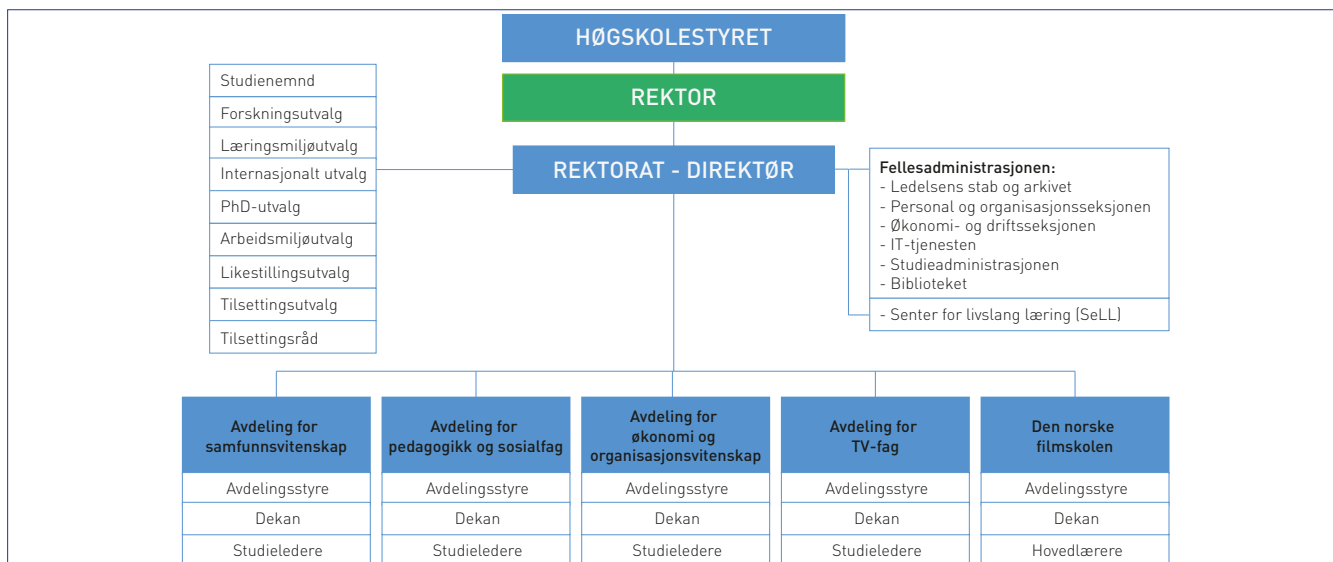 HØGSKOLESTYRET
REKTOR
REKTORAT - DIREKTØR
Studienemnd
Forskningsutvalg
Læringsmiljøutvalg
Internasjonalt utvalg
PhD-utvalg
Arbeidsmiljøutvalg
Likestillingsutvalg
Tilsettingsutvalg
Tilsettingsråd
Fellesadministrasjonen:
- Ledelsens stab og arkivet
- Personal og organisasjonsseksjonen
- Økonomi- og driftsseksjonen
- IT-tjenesten
- Studieadministrasjonen
- Biblioteket
- Senter for livslang læring (SeLL)
Avdeling for
samfunnsvitenskap
Avdelingsstyre
Dekan
Studieledere
Avdeling for
pedagogikk og sosialfag
Avdelingsstyre
Dekan
Studieledere
Avdeling for
økonomi og
organisasjonsvitenskap
Avdelingsstyre
Dekan
Studieledere
Avdeling for
TV-fag
Avdelingsstyre
Dekan
Studieledere
Den norske
filmskolen
Avdelingsstyre
Dekan
Hovedlærere